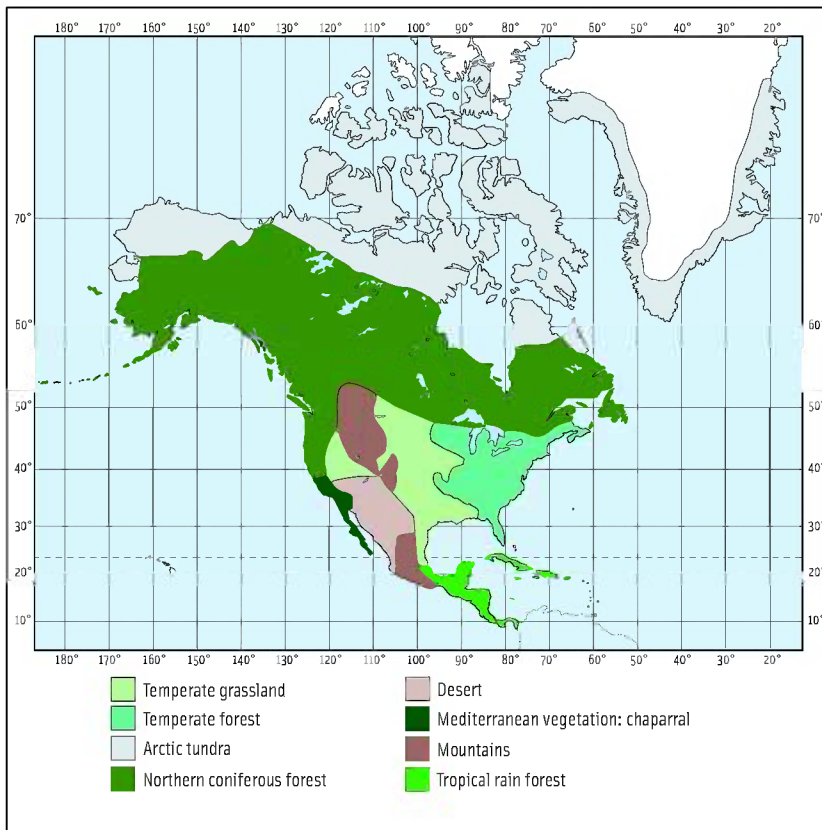 180° 170° 160° 150° 140° 130° 120° 110° 100° 90° 80° 70° 60° 50° 40° 30° 20°
70° 70°
60° 60°
50° 50°
40° 40°
30° 30°
20° 20°
10° 10°
180° 170° 160° 150° 140° 130° 120° 110° 100° 90° 80° 70° 60° 50° 40° 30° 20°
Temperate grassland
Temperate forest
Arctic tundra
Northern coniferous forest
Desert
Mediterranean vegetation: chaparral
Mountains
Tropical rain forest